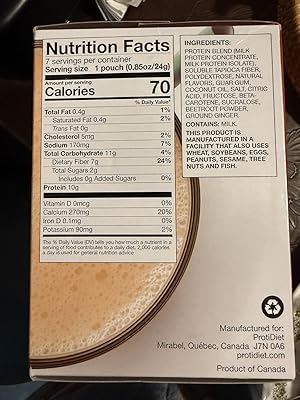 Nutrition Facts
7 servings per container
Serving size 1 pouch (0.85oz/24g)
Amount per serving
Calories 70
% Daily Value*
Total Fat 0.4g 1%
Saturated Fat 0.4g 2%
Trans Fat 0g
Cholesterol 5mg 2%
Sodium 170mg 7%
Total Carbohydrate 11g 4%
Dietary Fiber 7g 24%
Total Sugars 2g
Includes 0g Added Sugars 0%
Protein 10g
Vitamin D 0mcg 0%
Calcium 270mg 20%
Iron 0.1mg 0%
Potassium 90mg 2%
*The % Daily Value (DV) tells you how much a nutrient in a
serving of food contributes to a daily diet. 2,000 calories
a day is used for general nutrition advice
INGREDIENTS:
PROTEIN BLEND (MILK
PROTEIN CONCENTRATE,
MILK PROTEIN ISOLATE),
SOLUBLE TAPIOCA FIBER,
POLYDEXTROSE, NATURAL
FLAVORS, GUAR GUM,
COCONUT OIL, SALT, CITRIC
ACID, FRUCTOSE, BETA-
CAROTENE, SUCRALOSE,
BEETROOT POWDER,
GROUND GINGER.
CONTAINS: MILK.
THIS PRODUCT IS
MANUFACTURED IN A
FACILITY THAT ALSO USES
WHEAT, SOYBEANS, EGGS,
PEANUTS, SESAME, TREE
NUTS AND FISH.
Manufactured for:
ProtiDiet
Mirabel, Québec, Canada J7N 0A6
protidiet.com
Product of Canada